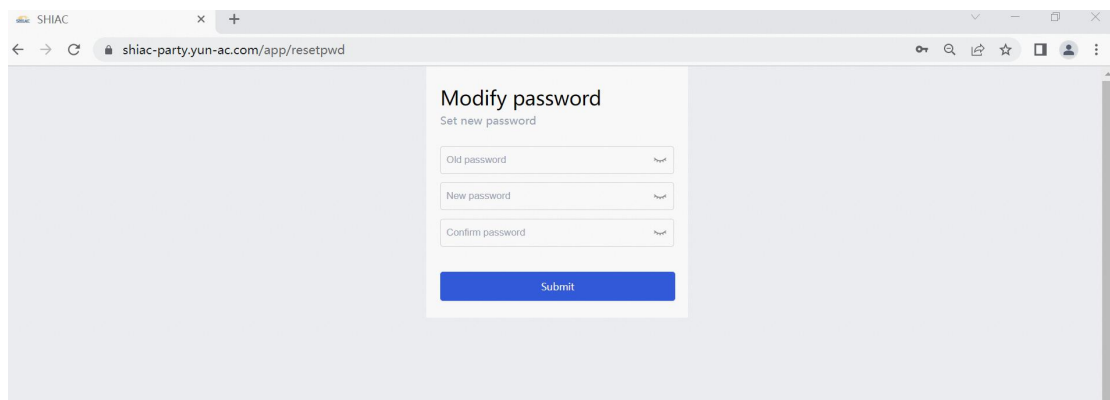 SHIAC
shiac-party.yun-ac.com/app/resetpwd
Modify password
Set new password
Old password
New password
Confirm password
Submit